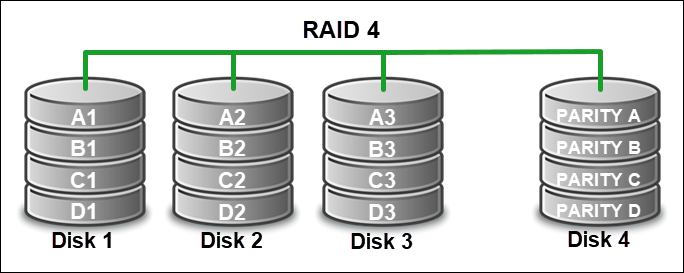 RAID 4
A1 A2 A3 PARITY A
B1 B2 B3 PARITY B
C1 C2 C3 PARITY C
D1 D2 D3 PARITY D
Disk 1 Disk 2 Disk 3 Disk 4